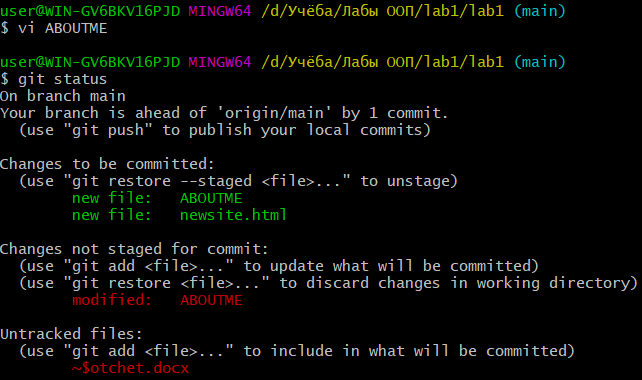 user@WIN-GV6BKV16PJD MINGW64 /d/Учёба/Лабы ООП/lab1/lab1 (main)
$ vi ABOUTME
user@WIN-GV6BKV16PJD MINGW64 /d/Учёба/Лабы ООП/lab1/lab1 (main)
$ git status
On branch main
Your branch is ahead of 'origin/main' by 1 commit.
  (use "git push" to publish your local commits)
Changes to be committed:
  (use "git restore --staged <file>..." to unstage)
        new file:   ABOUTME
        new file:   newsite.html
Changes not staged for commit:
  (use "git add <file>..." to update what will be committed)
  (use "git restore <file>..." to discard changes in working directory)
        modified:   ABOUTME
Untracked files:
  (use "git add <file>..." to include in what will be committed)
        ~$otchet.docx